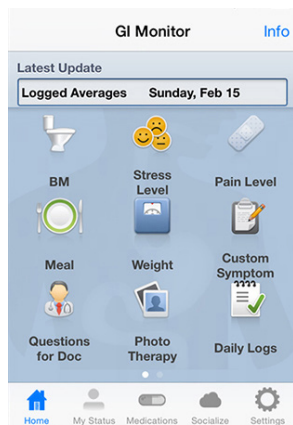 GI Monitor Info
Latest Update
Logged Averages Sunday, Feb 15
BM
Stress
Level
Pain Level
Meal
Weight
Custom
Symptom
Questions
for Doc
Photo
Therapy
Daily Logs
Home My Status Medications Socialize Settings